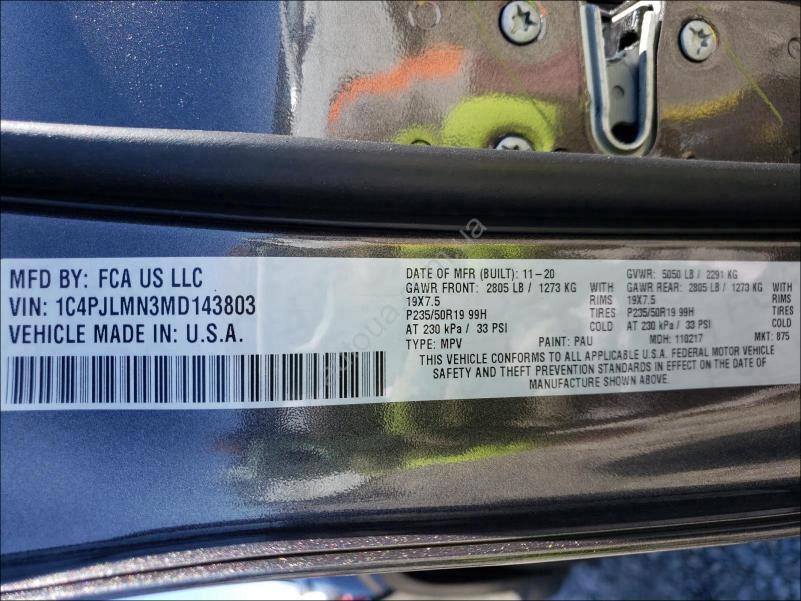 MFD BY: FCA US LLC
VIN: 1C4PJLMN3MD143803
VEHICLE MADE IN: U.S.A.
DATE OF MFR (BUILT): 11-20 GVWR: 5050 LB / 2291 KG
GAWR FRONT: 2805 LB / 1273 KG GAWR REAR: 2805 LB / 1273 KG
19X7.5 RIMS 19X7.5 RIMS
P235/50R19 99H TIRES P235/50R19 99H TIRES
AT 230 kPa / 33 PSI COLD AT 230 kPa / 33 PSI COLD
TYPE: MPV PAINT: PAU MDH: 110217 MKT: 875
THIS VEHICLE CONFORMS TO ALL APPLICABLE U.S.A. FEDERAL MOTOR VEHICLE
SAFETY AND THEFT PREVENTION STANDARDS IN EFFECT ON THE DATE OF
MANUFACTURE SHOWN ABOVE.